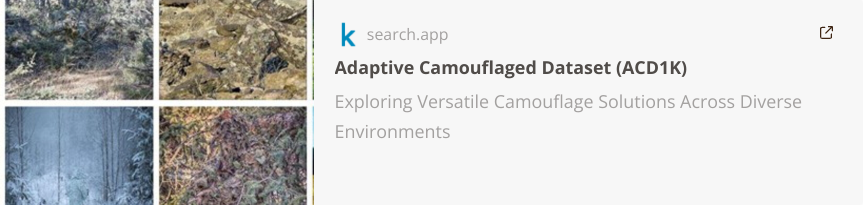 k search.app
Adaptive Camouflaged Dataset (ACD1K)
Exploring Versatile Camouflage Solutions Across Diverse
Environments